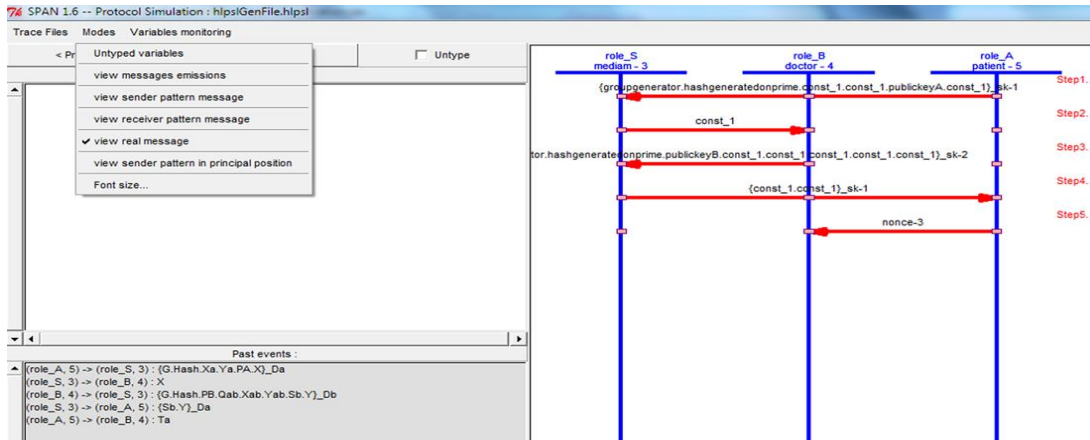 SPAN 1.6 -- Protocol Simulation : hlpslGenFile.hlpsl
Trace Files Modes Variables monitoring
< Pr
Untype
Untyped variables
view messages emissions
view sender pattern message
view receiver pattern message
✔ view real message
view sender pattern in principal position
Font size...
Past events :
(role_A, 5) -> (role_S, 3) : {G.Hash.Xa.Ya.PA.X}_Da
(role_S, 3) -> (role_B, 4) : X
(role_B, 4) -> (role_S, 3) : {G.Hash.PB.Qab.Xab.Yab.Sb.Y}_Db
(role_S, 3) -> (role_A, 5) : {Sb.Y}_Da
(role_A, 5) -> (role_B, 4) : Ta
role_S role_B role_A
mediam - 3 doctor - 4 patient - 5
Step1.
{groupgenerator.hashgeneratedonprime.const_1.const_1.publickeyA.const_1}_sk-1
Step2.
const_1
Step3.
tor.hashgeneratedonprime.publickeyB.const_1.const_1.const_1.const_1.const_1}_sk-2
Step4.
{const_1.const_1}_sk-1
Step5.
nonce-3